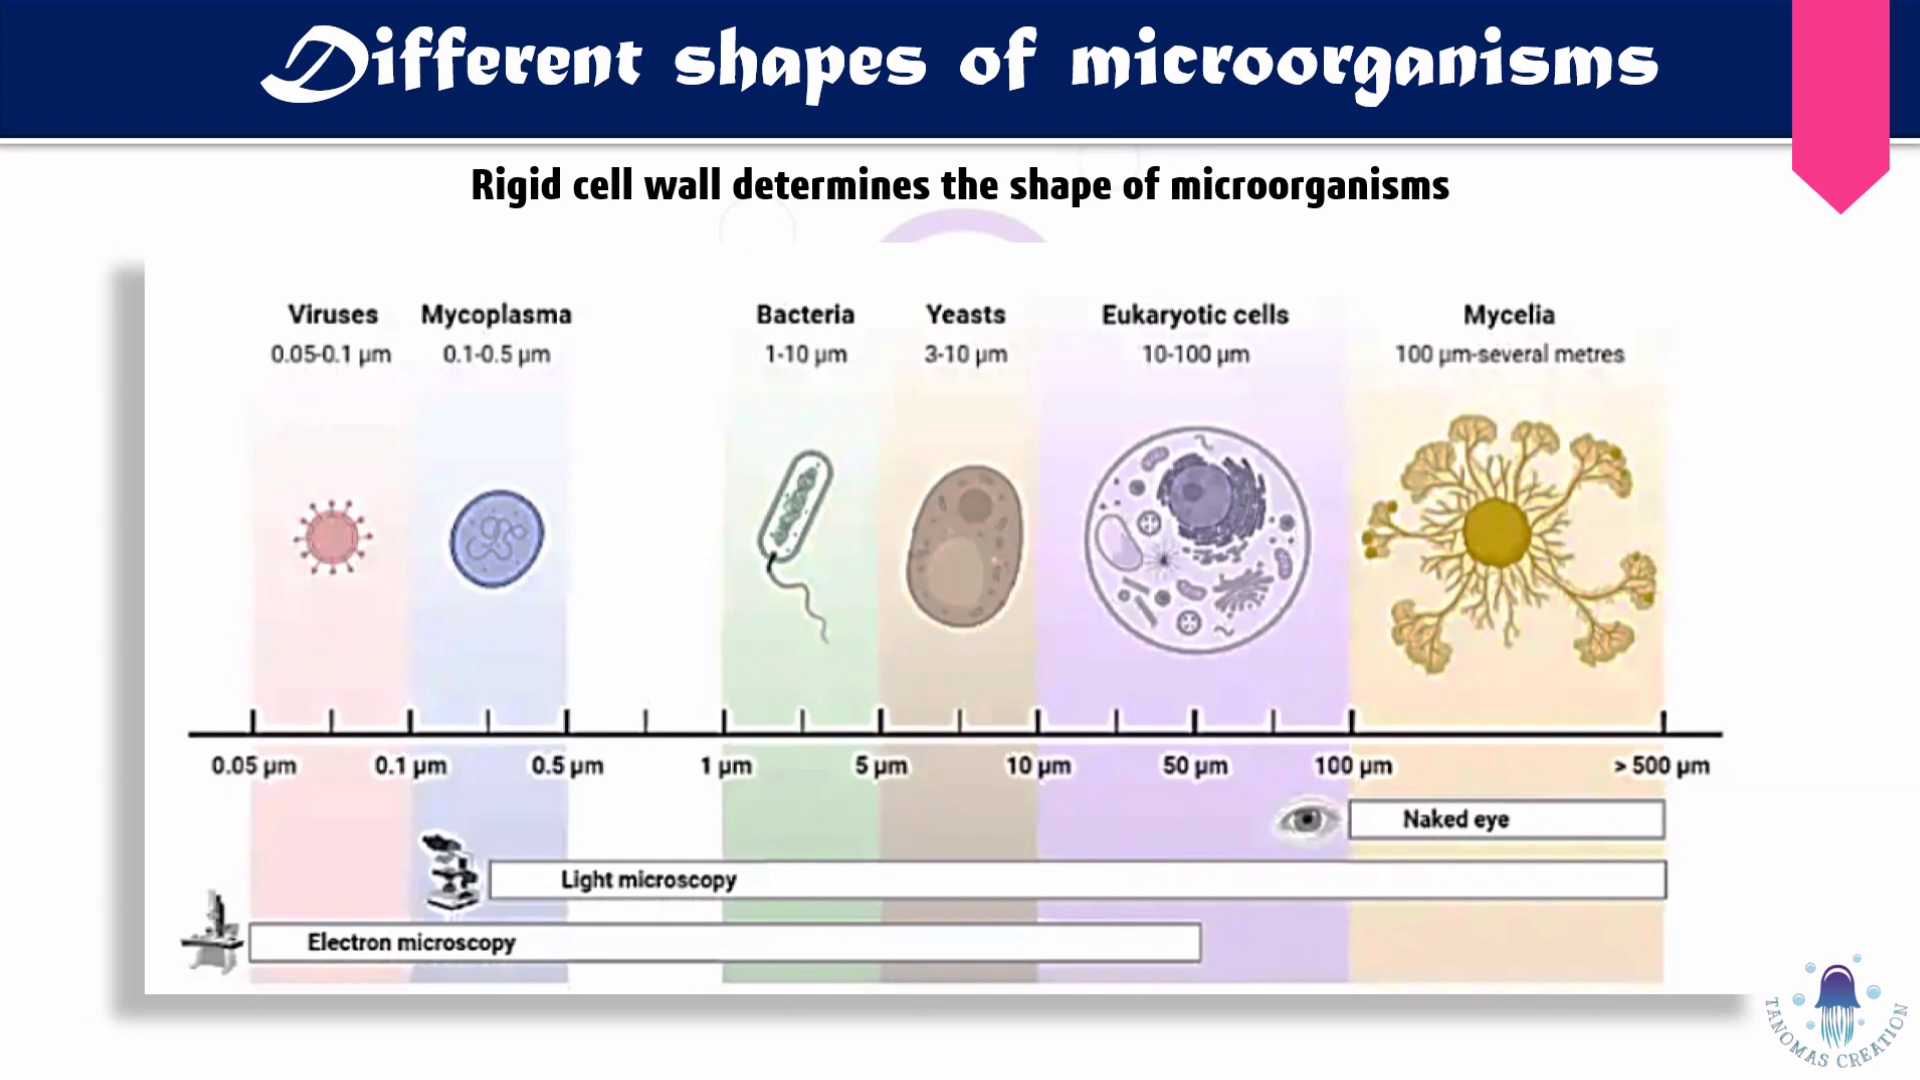 Different shapes of microorganisms
Rigid cell wall determines the shape of microorganisms
Viruses Mycoplasma Bacteria Yeasts Eukaryotic cells Mycelia
0.05-0.1 µm 0.1-0.5 µm 1-10 µm 3-10 µm 10-100 µm 100 µm-several metres
0.05 µm 0.1 µm 0.5 µm 1 µm 5 µm 10 µm 50 µm 100 µm > 500 µm
Naked eye
Light microscopy
Electron microscopy
TANOMAS CREATION